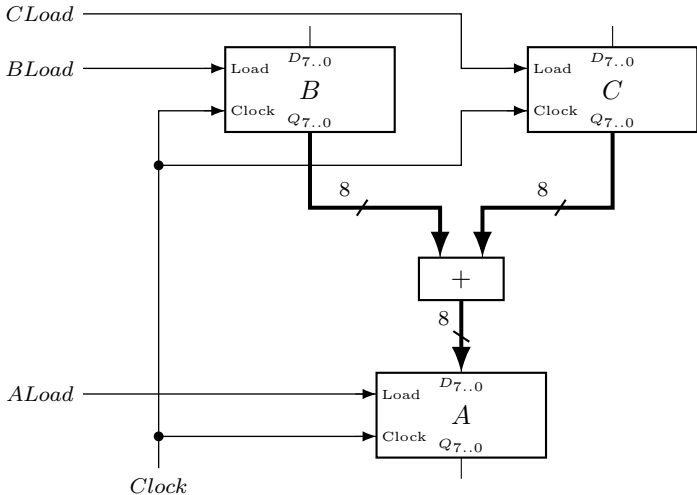 CLoad
BLoad
Load
D7..0
B
Clock
Q7..0
Load
D7..0
C
Clock
Q7..0
8
8
+
8
ALoad
Load
D7..0
A
Clock
Q7..0
Clock